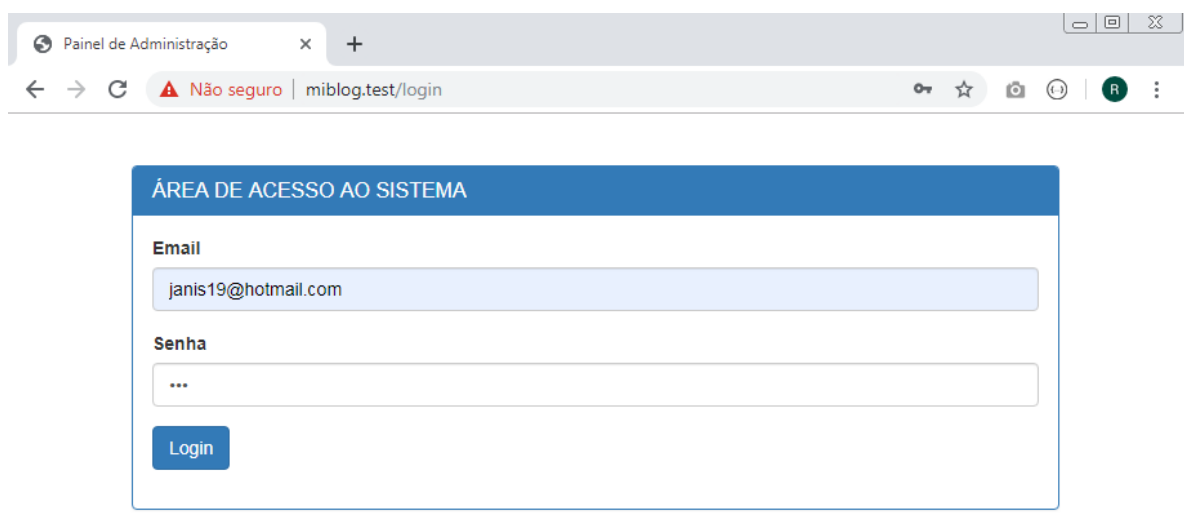 Painel de Administração
Não seguro | miblog.test/login
R
ÁREA DE ACESSO AO SISTEMA
Email
janis19@hotmail.com
Senha
•••
Login